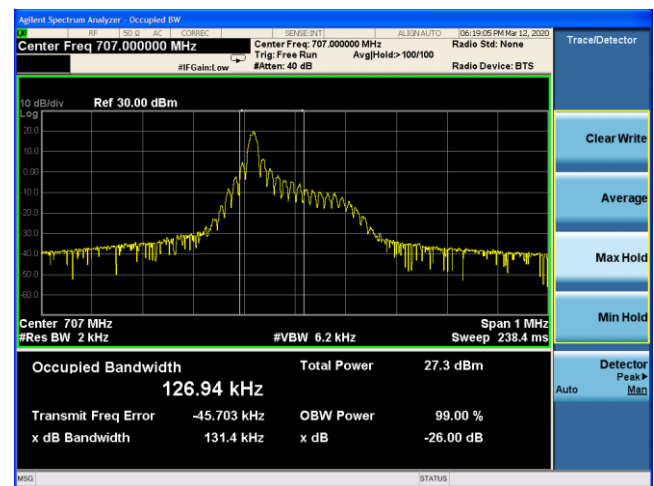 Agilent Spectrum Analyzer - Occupied BW
LXI RF 50 Ω AC CORREC SENSE:INT ALIGN AUTO 06:19:05 PM Mar 12, 2020
Center Freq 707.000000 MHz
Center Freq: 707.000000 MHz Radio Std: None
Trig: Free Run Avg|Hold:> 100/100
#IFGain:Low #Atten: 40 dB Radio Device: BTS
Trace/Detector
10 dB/div Ref 30.00 dBm
Log
20.0
10.0
0.00
-10.0
-20.0
-30.0
-40.0
-50.0
-60.0
Center 707 MHz Span 1 MHz
#Res BW 2 kHz #VBW 6.2 kHz Sweep 238.4 ms
Occupied Bandwidth Total Power 27.3 dBm
126.94 kHz
Transmit Freq Error -45.703 kHz OBW Power 99.00 %
x dB Bandwidth 131.4 kHz x dB -26.00 dB
Clear Write
Average
Max Hold
Min Hold
Detector
Peak▶
Auto Man
MSG STATUS